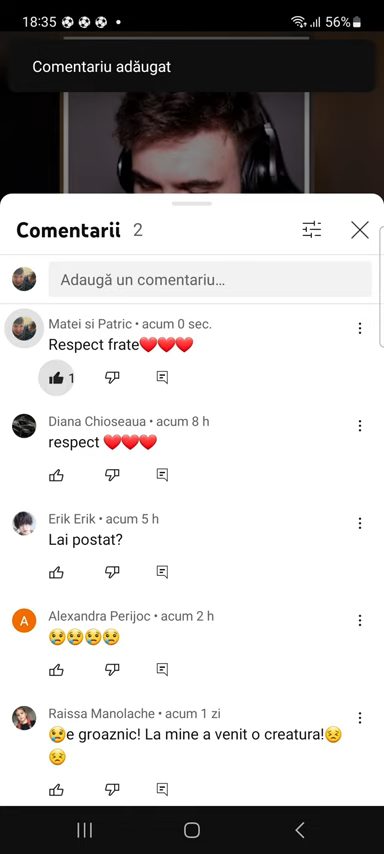 18:35 ⚽ ⚽ ⚽ • 56%
Comentariu adăugat
Comentarii 2
Adaugă un comentariu...
Matei si Patric • acum 0 sec.
Respect frate❤️❤️❤️
1
Diana Chioseaua • acum 8 h
respect ❤️❤️❤️
Erik Erik • acum 5 h
Lai postat?
A Alexandra Perijoc • acum 2 h
😢😢😢😢
Raissa Manolache • acum 1 zi
😢e groaznic! La mine a venit o creatura!😣
😣